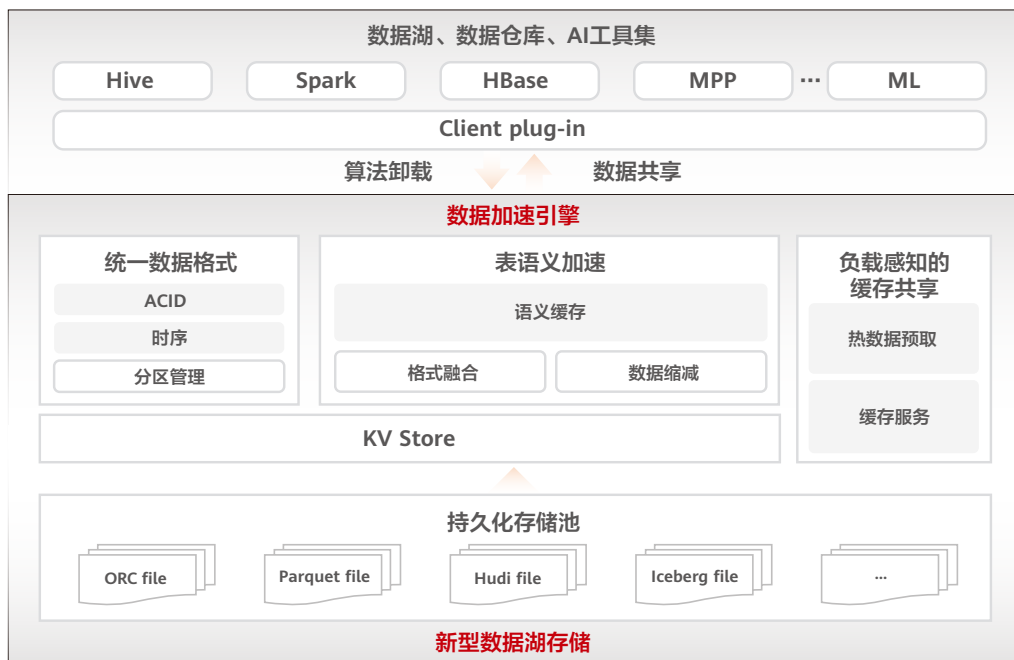 数据湖、数据仓库、AI工具集
Hive
Spark
HBase
MPP
...
ML
Client plug-in
算法卸载
数据共享
数据加速引擎
统一数据格式
ACID
时序
分区管理
表语义加速
语义缓存
格式融合
数据缩减
负载感知的
缓存共享
热数据预取
缓存服务
KV Store
持久化存储池
ORC file
Parquet file
Hudi file
Iceberg file
...
新型数据湖存储